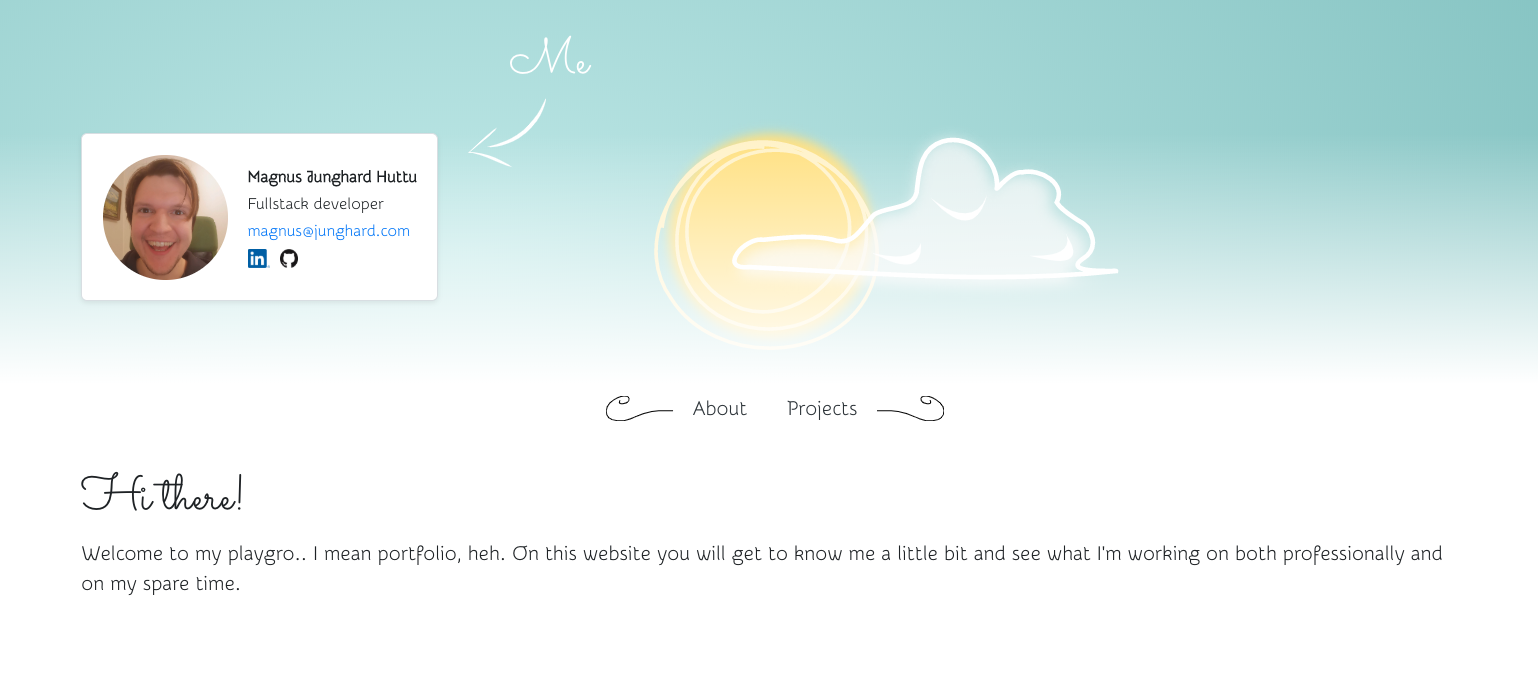 Me
Magnus Junghard Huttu
Fullstack developer
magnus@junghard.com
in
About Projects
Hi there!
Welcome to my playgro.. I mean portfolio, heh. On this website you will get to know me a little bit and see what I'm working on both professionally and
on my spare time.